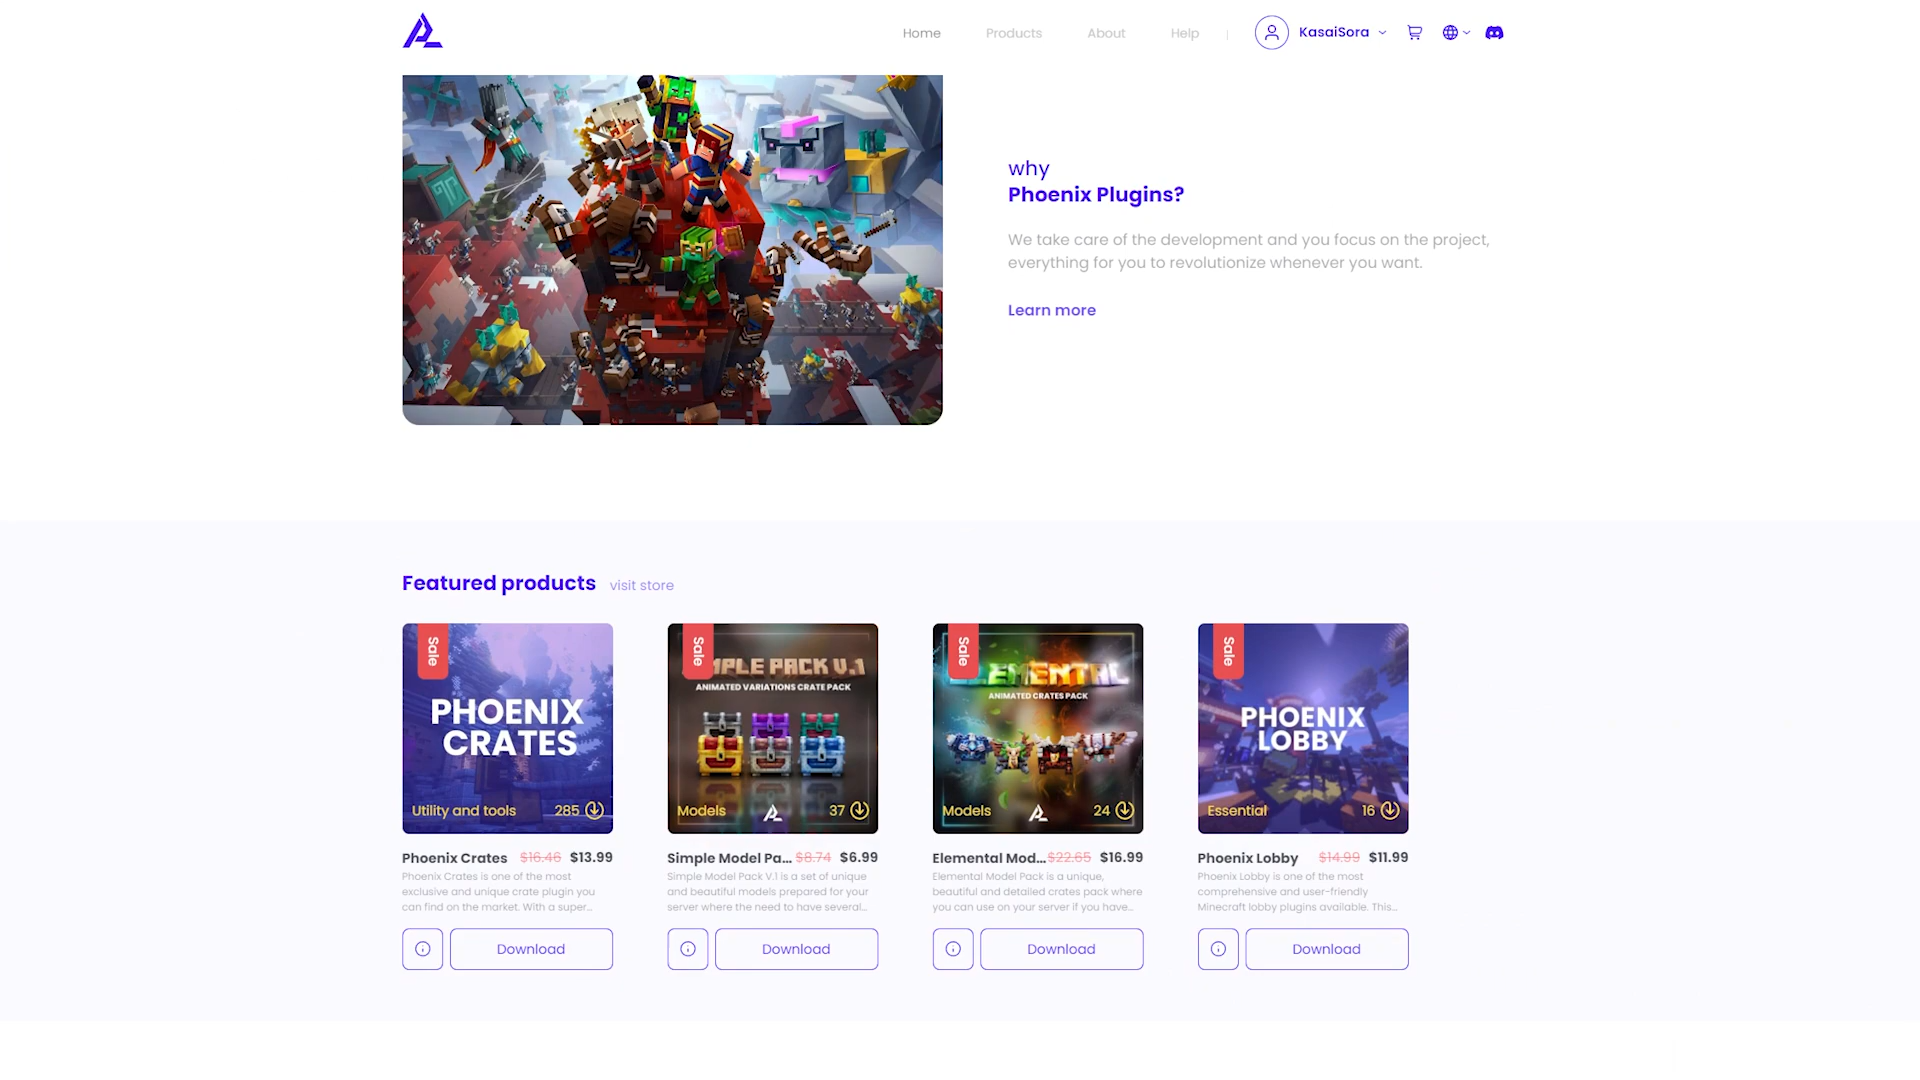 Home
Products
About
Help
KasaiSora
why
Phoenix Plugins?
We take care of the development and you focus on the project,
everything for you to revolutionize whenever you want.
Learn more
Featured products
visit store
Sale
PHOENIX
CRATES
Utility and tools
285
Phoenix Crates $16.46 $13.99
Phoenix Crates is one of the most
exclusive and unique crate plugin you
can find on the market. With a super...
Download
Sale
MPLE PACK V.1
ANIMATED VARIATIONS CRATE PACK
Models
37
Simple Model Pa... $8.74 $6.99
Simple Model Pack V.1 is a set of unique
and beautiful models prepared for your
server where the need to have several...
Download
Sale
ELEMENTAL
ANIMATED CRATES PACK
Models
24
Elemental Mod... $22.65 $16.99
Elemental Model Pack is a unique,
beautiful and detailed crates pack where
you can use on your server if you have...
Download
Sale
PHOENIX
LOBBY
Essential
16
Phoenix Lobby $14.99 $11.99
Phoenix Lobby is one of the most
comprehensive and user-friendly
Minecraft lobby plugins available. This...
Download